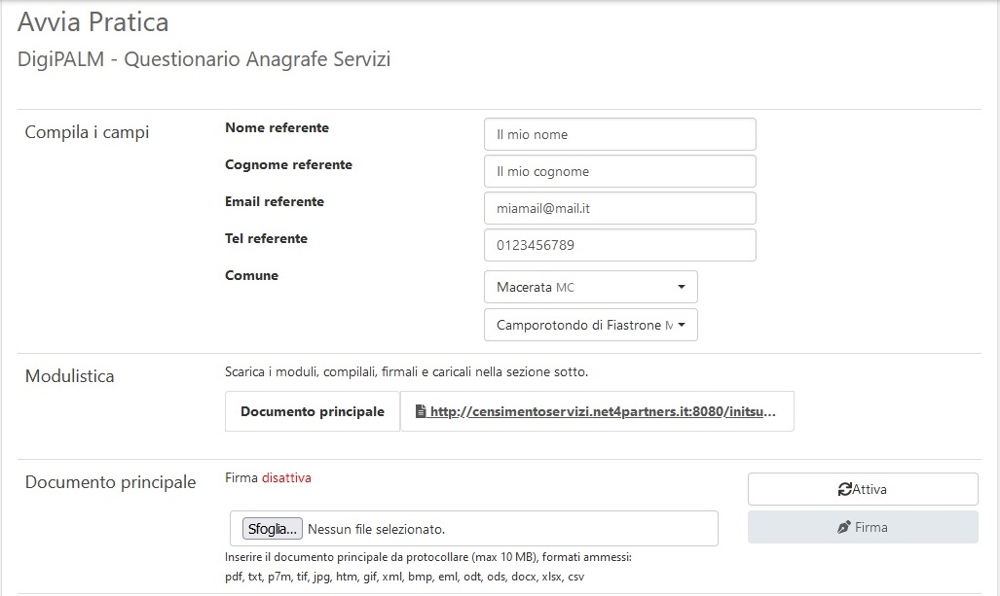 Avvia Pratica
DigiPALM - Questionario Anagrafe Servizi
Compila i campi
Nome referente
Il mio nome
Cognome referente
Il mio cognome
Email referente
miamail@mail.it
Tel referente
0123456789
Comune
Macerata MC
Camporotondo di Fiastrone M
Modulistica
Scarica i moduli, compilali, firmali e caricali nella sezione sotto.
Documento principale
http://censimentoservizi.net4partners.it:8080/initsu...
Documento principale
Firma disattiva
Attiva
Sfoglia... Nessun file selezionato.
Firma
Inserire il documento principale da protocollare (max 10 MB), formati ammessi:
pdf, txt, p7m, tif, jpg, htm, gif, xml, bmp, eml, odt, ods, docx, xlsx, csv